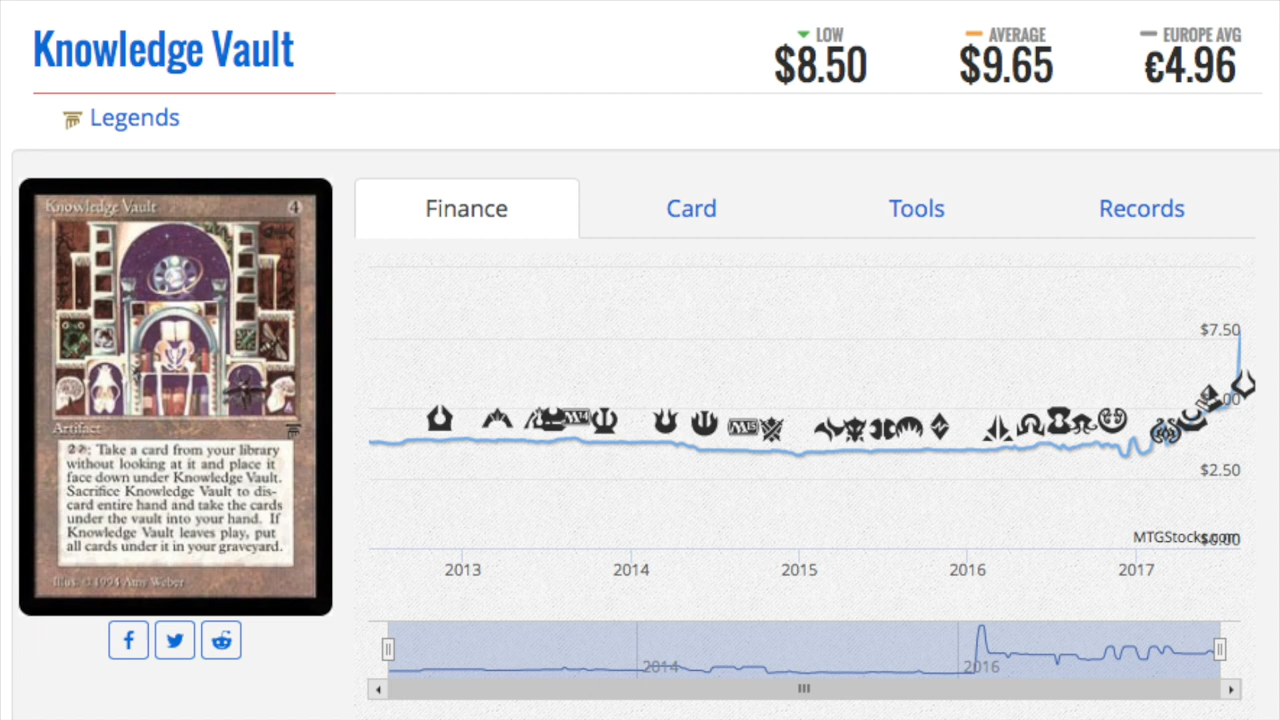 Knowledge Vault
LOW
$8.50
AVERAGE
$9.65
EUROPE AVG
€4.96
Legends
Knowledge Vault 4
Artifact
: Take a card from your library
without looking at it and place it
face down under Knowledge Vault.
Sacrifice Knowledge Vault to dis-
card entire hand and take the cards
under the vault into your hand. If
Knowledge Vault leaves play, put
all cards under it in your graveyard.
Illus. © 1994 Amy Weber
Finance
Card
Tools
Records
$7.50
$2.50
MTGStocks.com
$0.00
2013
2014
2015
2016
2017
2014
2016